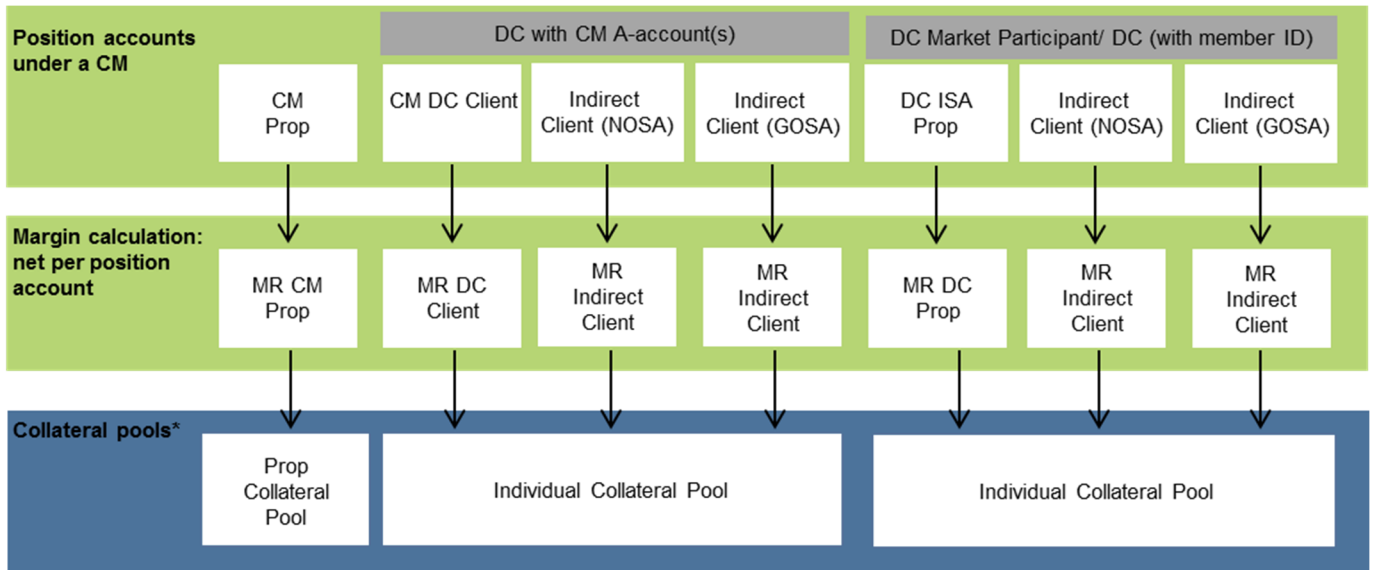 Position accounts
under a CM
DC with CM A-account(s)
DC Market Participant/ DC (with member ID)
CM
Prop
CM DC Client
Indirect
Client (NOSA)
Indirect
Client (GOSA)
DC ISA
Prop
Indirect
Client (NOSA)
Indirect
Client (GOSA)
Margin calculation:
net per position
account
MR CM
Prop
MR DC
Client
MR
Indirect
Client
MR
Indirect
Client
MR DC
Prop
MR
Indirect
Client
MR
Indirect
Client
Collateral pools*
Prop
Collateral
Pool
Individual Collateral Pool
Individual Collateral Pool